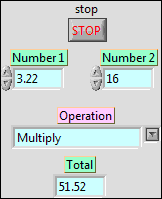 stop
STOP
Number 1 Number 2
3.22 16
Operation
Multiply
Total
51.52